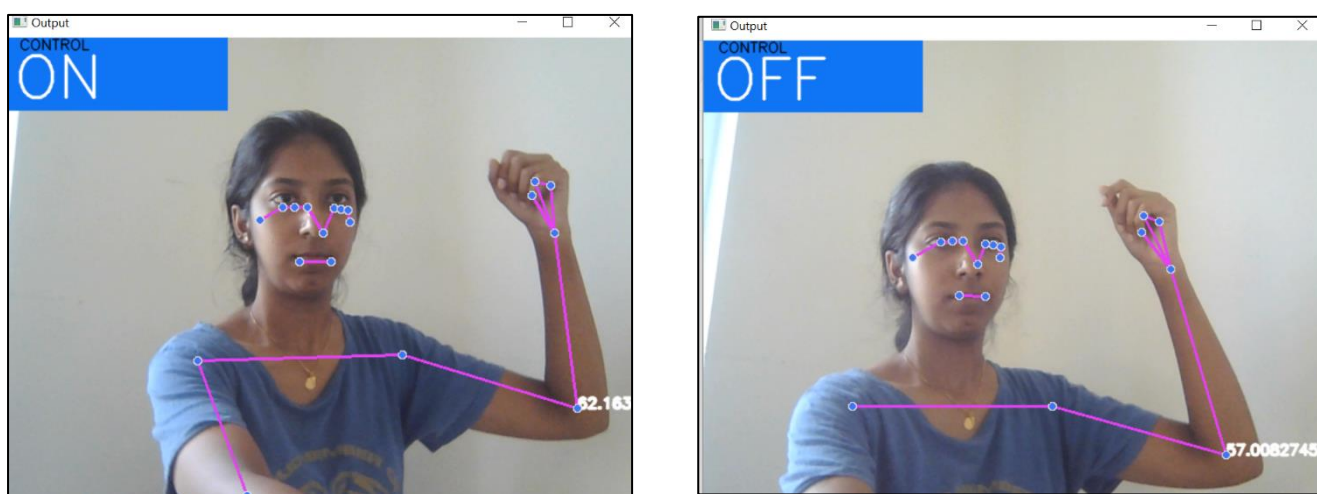 Output
CONTROL
ON
62.163
Output
CONTROL
OFF
57.0082745